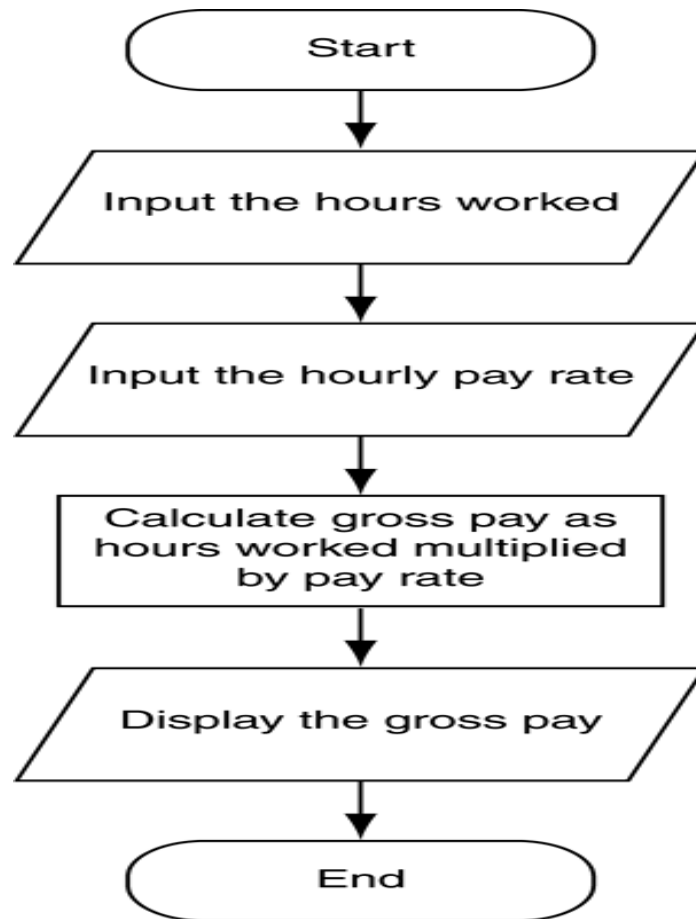 Start
Input the hours worked
Input the hourly pay rate
Calculate gross pay as
hours worked multiplied
by pay rate
Display the gross pay
End